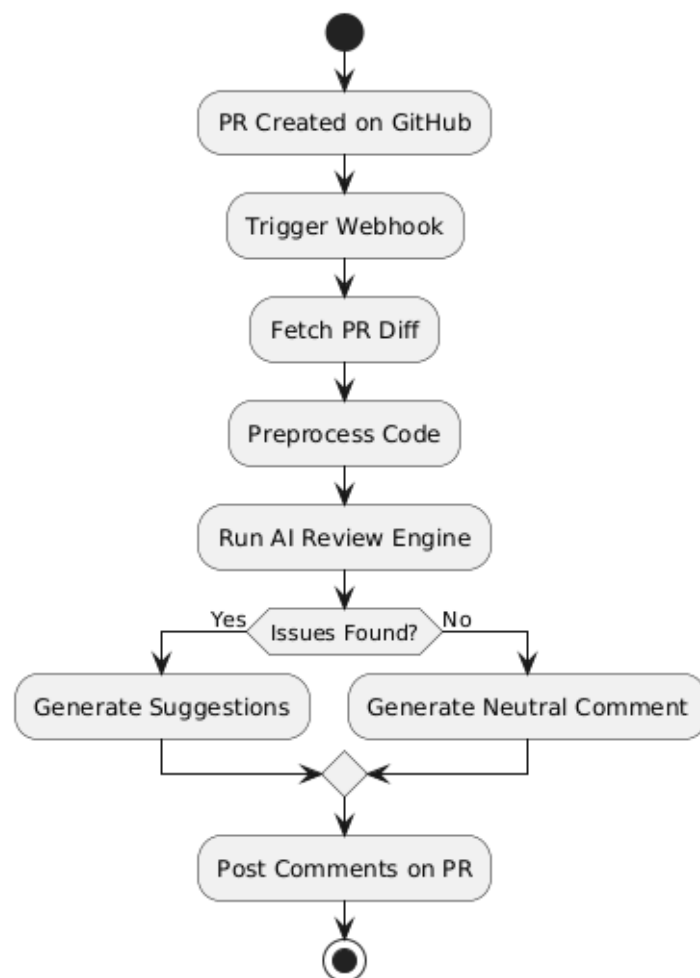 PR Created on GitHub
Trigger Webhook
Fetch PR Diff
Preprocess Code
Run AI Review Engine
Yes
Issues Found?
No
Generate Suggestions
Generate Neutral Comment
Post Comments on PR